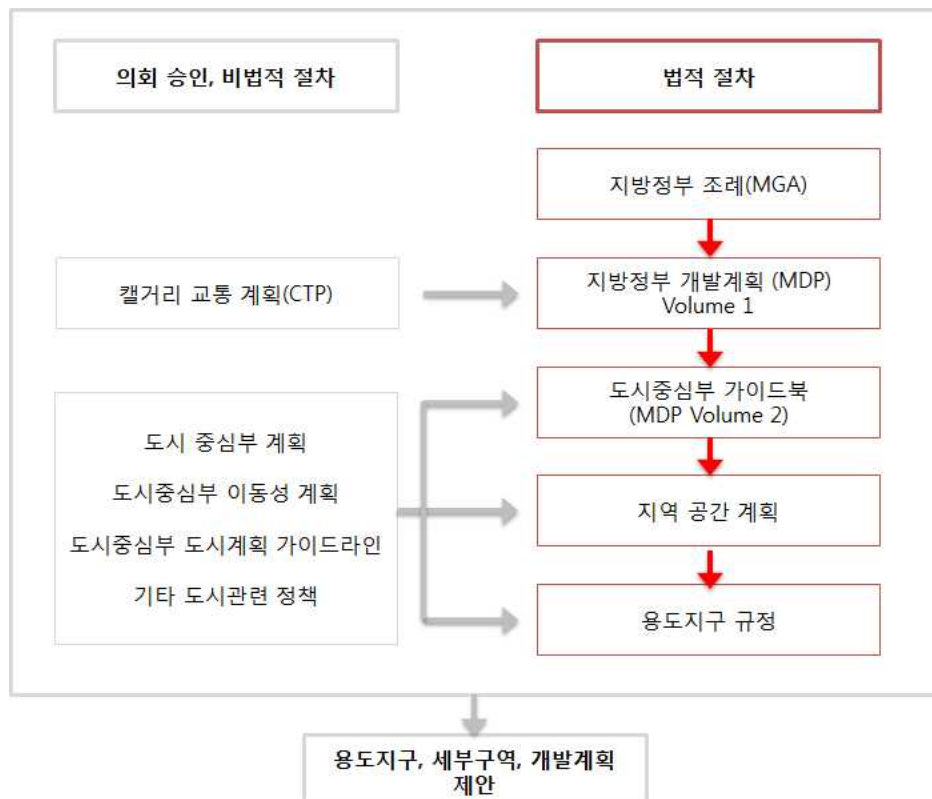 의회 승인, 비법적 절차
법적 절차
지방정부 조례(MGA)
캘거리 교통 계획(CTP)
지방정부 개발계획 (MDP)
Volume 1
도시 중심부 계획
도시중심부 이동성 계획
도시중심부 도시계획 가이드라인
기타 도시관련 정책
도시중심부 가이드북
(MDP Volume 2)
지역 공간 계획
용도지구 규정
용도지구, 세부구역, 개발계획
제안